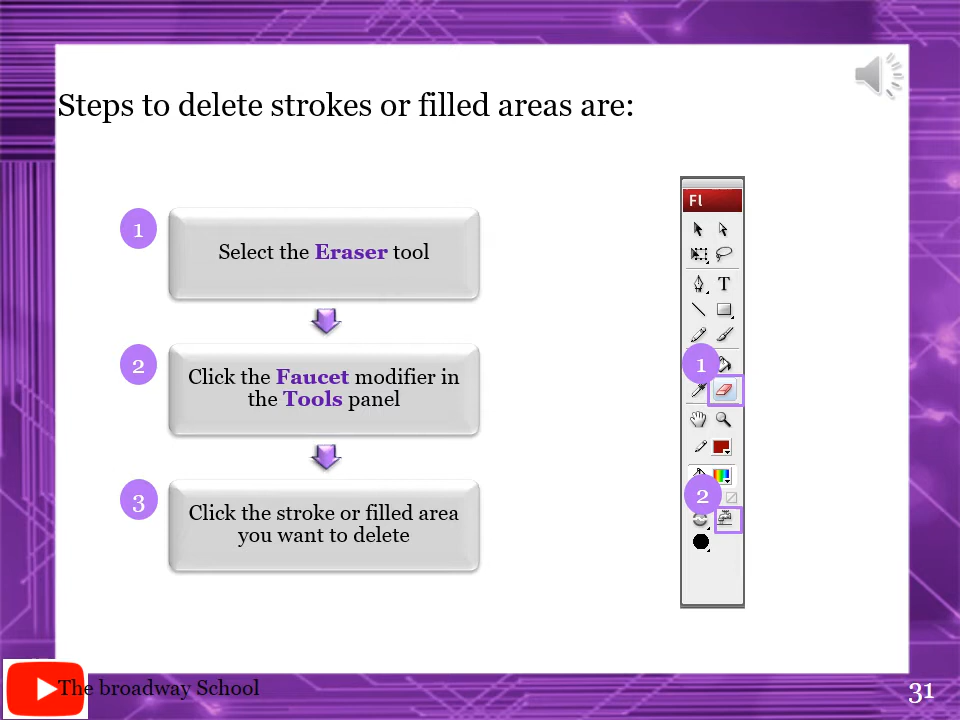 Steps to delete strokes or filled areas are:
1
Select the Eraser tool
2
Click the Faucet modifier in
the Tools panel
3
Click the stroke or filled area
you want to delete
Fl
T
1
2
The broadway School
31